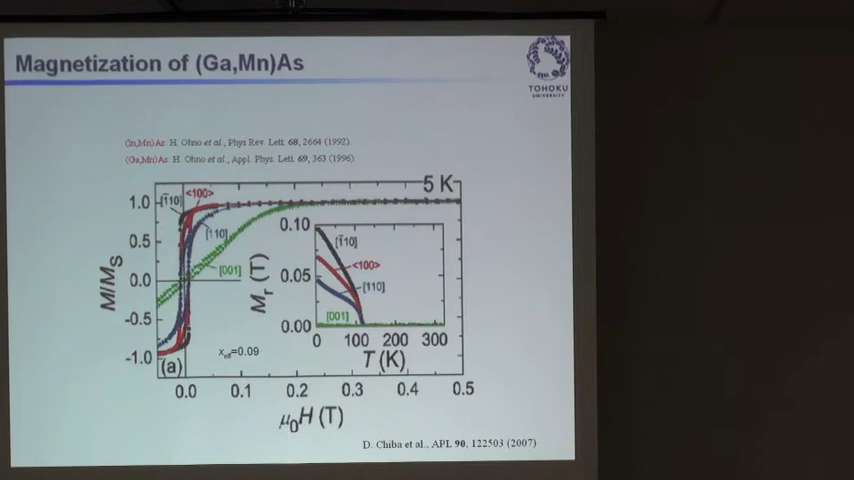 Magnetization of (Ga,Mn)As
TOHOKU
UNIVERSITY
(In,Mn)As: H. Ohno et al., Phys Rev. Lett. 68, 2664 (1992).
(Ga,Mn)As: H. Ohno et al., Appl. Phys. Lett. 69, 363 (1996).
5 K
1.0
0.5
0.0
-0.5
-1.0
M/MS
[1̄10]
<100>
[110]
[001]
(a)
xeff=0.09
0.10
0.05
0.00
Mr (T)
[1̄10]
<100>
[110]
[001]
0 100 200 300
T (K)
0.0 0.1 0.2 0.3 0.4 0.5
μ0H (T)
D. Chiba et al., APL 90, 122503 (2007)